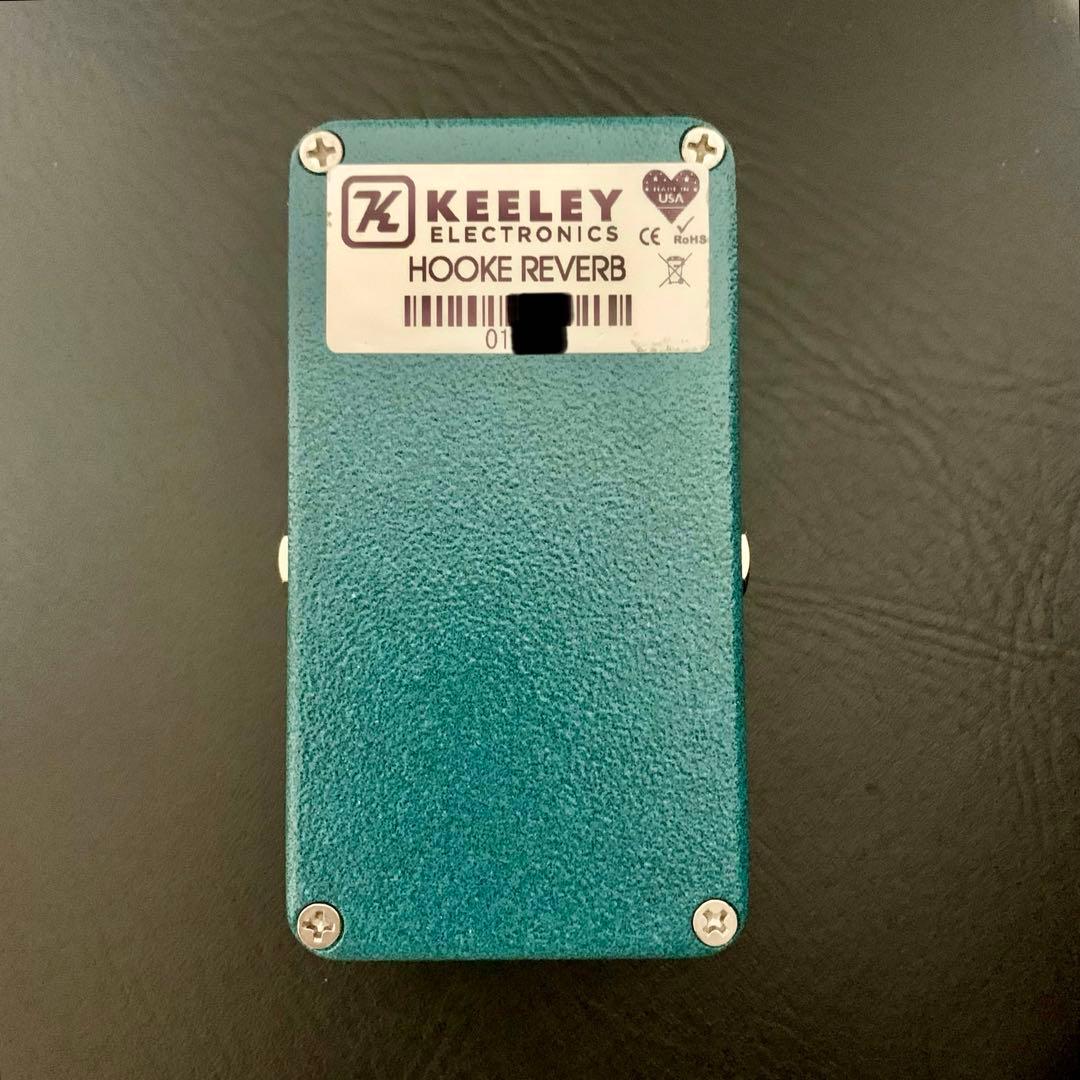 K KEELEY
ELECTRONICS
HOOKE REVERB
01
MADE IN
USA
CE RoHS